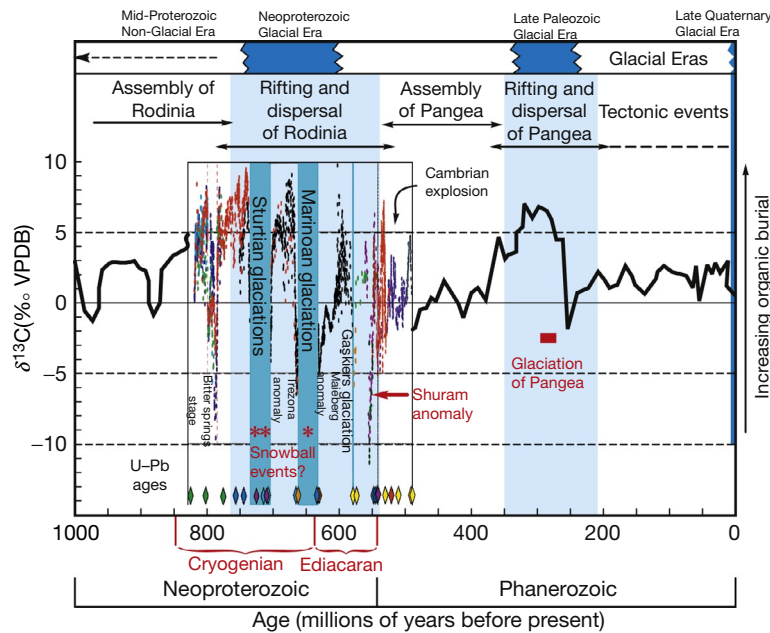 Mid-Proterozoic
Non-Glacial Era
Neoproterozoic
Glacial Era
Late Paleozoic
Glacial Era
Late Quaternary
Glacial Era
Glacial Eras
Assembly of
Rodinia
Rifting and
dispersal
of Rodinia
Assembly
of Pangea
Rifting and
dispersal
of Pangea
Tectonic events
10
5
0
−5
−10
δ13C(‰ VPDB)
Increasing organic burial
Cambrian
explosion
Sturtian glaciations
Marinoan glaciation
Bitter springs
stage
Trezona
anomaly
Maieberg
anomaly
Gaskiers glaciation
Shuram
anomaly
Glaciation
of Pangea
**
*
Snowball
events?
U–Pb
ages
1000
800
600
400
200
0
Cryogenian
Ediacaran
Neoproterozoic
Phanerozoic
Age (millions of years before present)